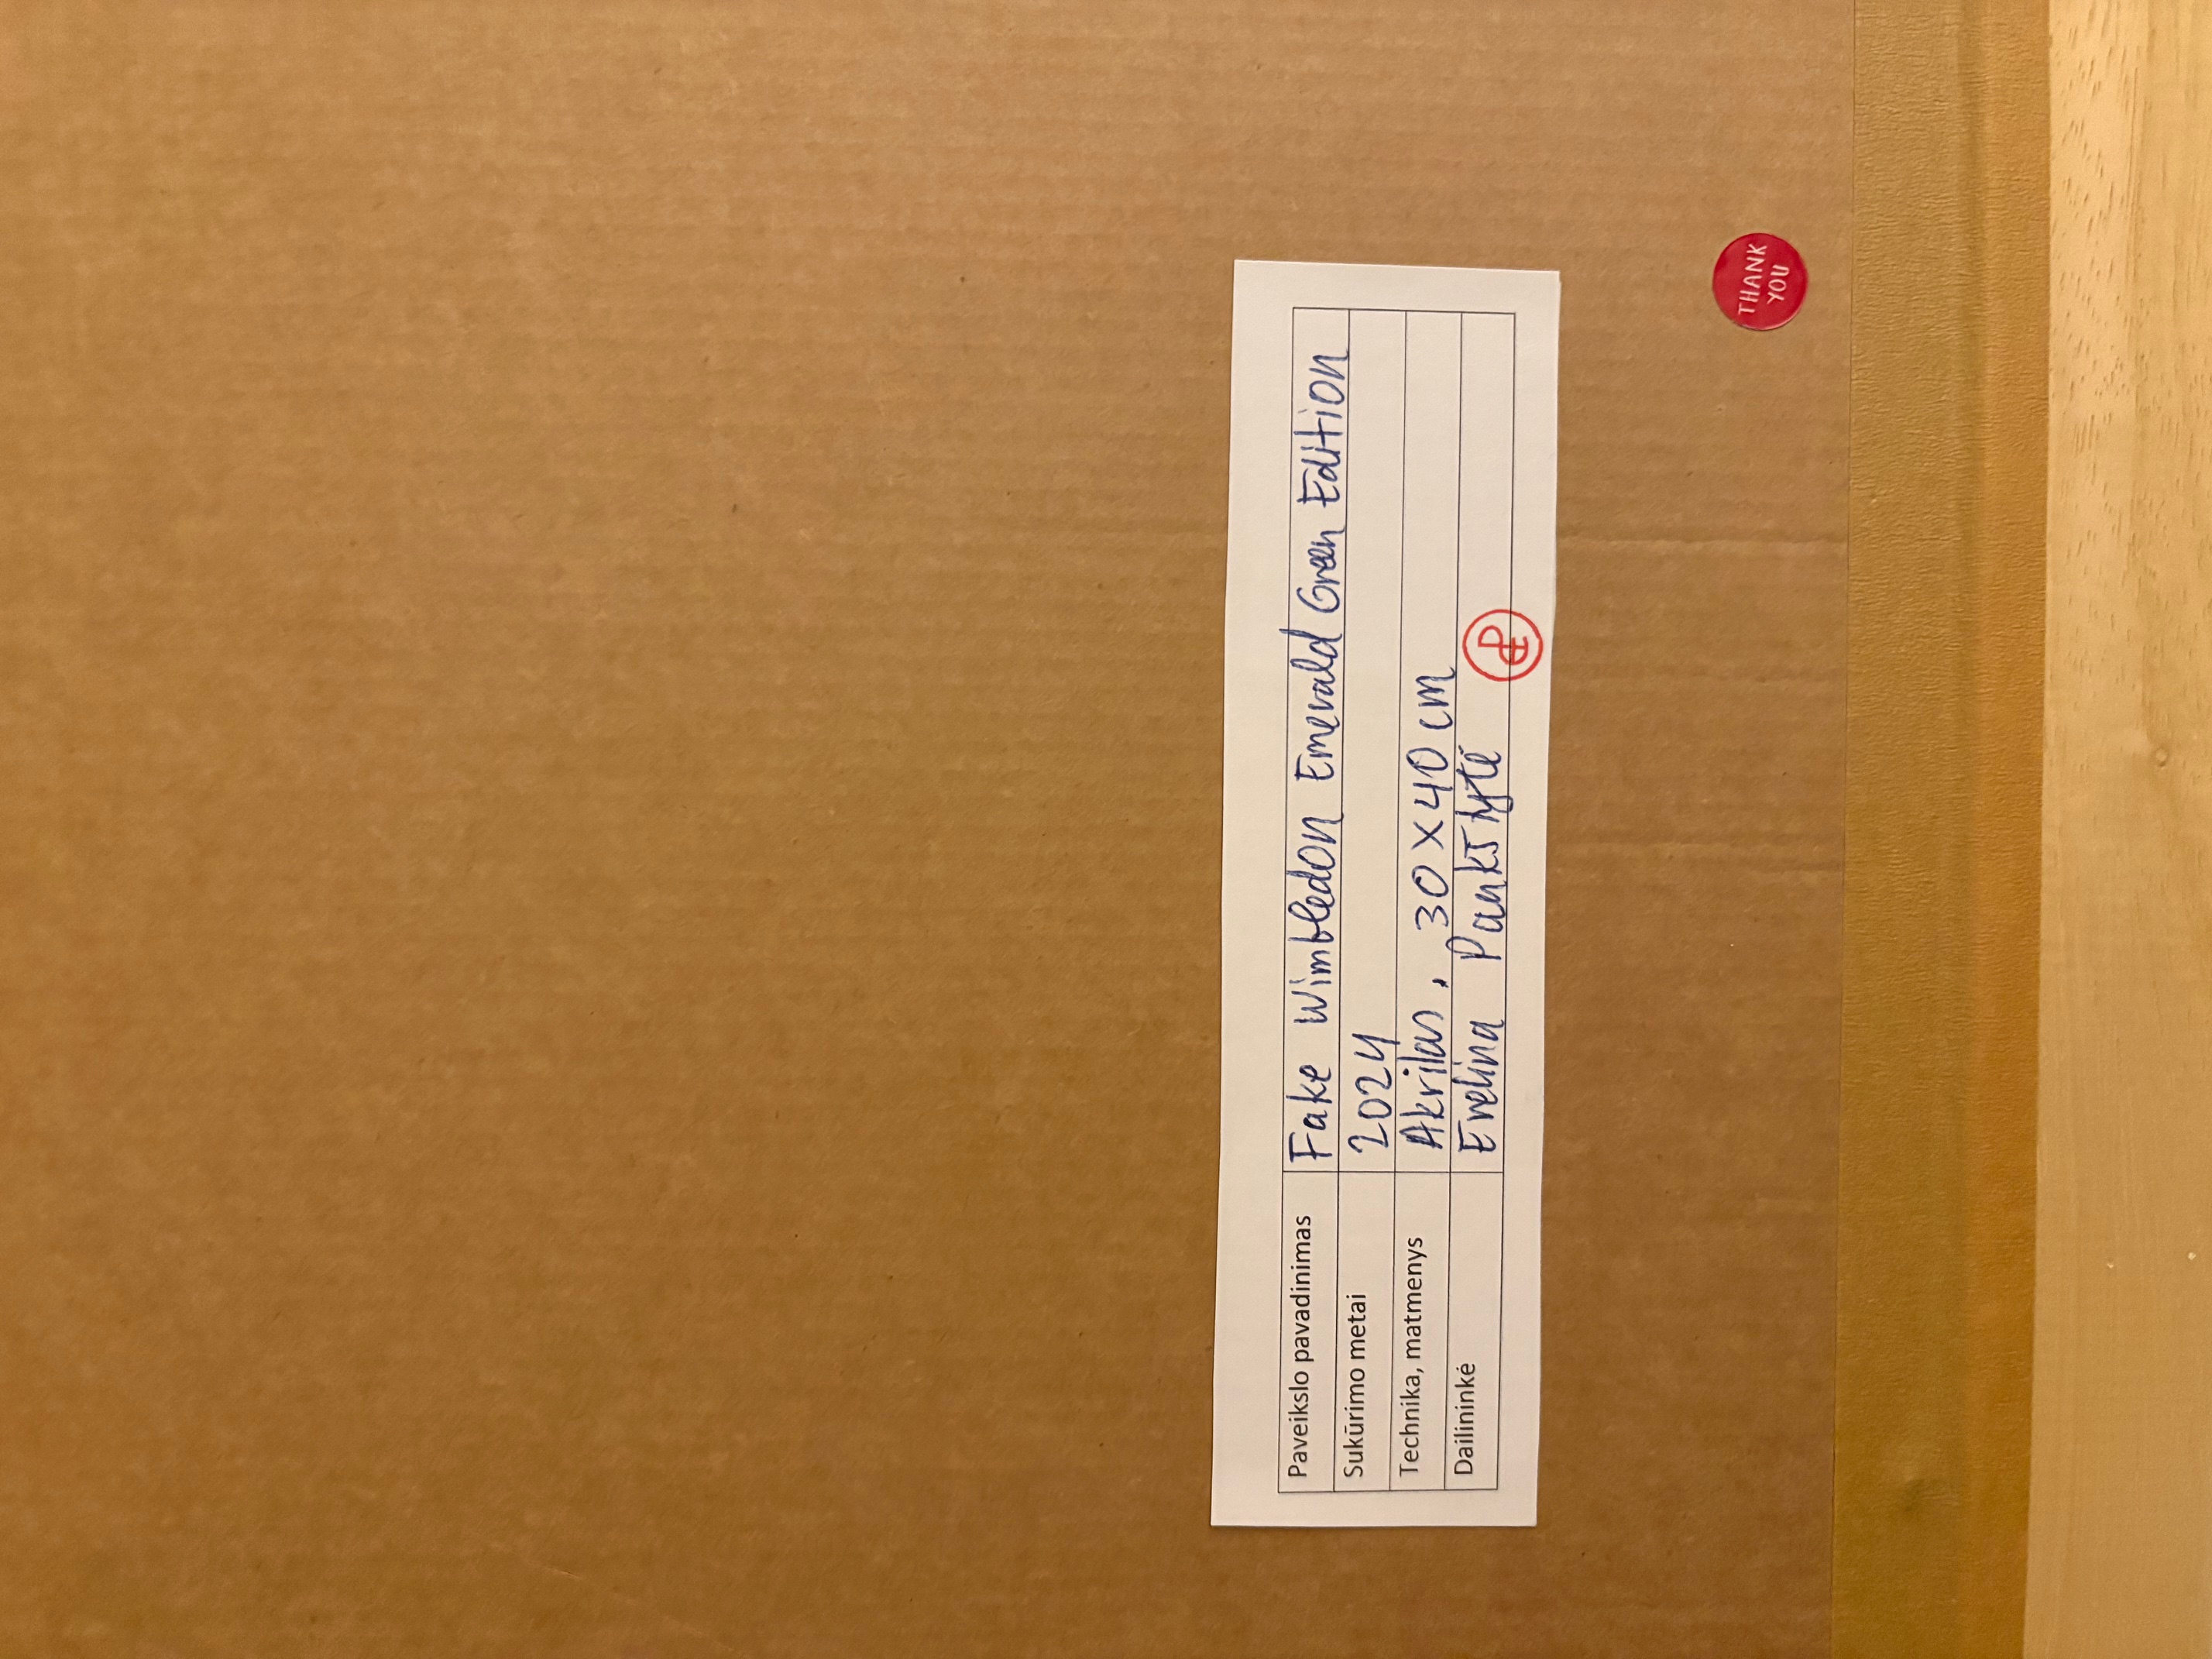 Paveikslo pavadinimas Fake Wimbledon Emerald Green Edition
Sukūrimo metai 2024
Technika, matmenys Akrilas, 30 x 40 cm
Dailininkė Evelina Paukštytė
THANK
YOU